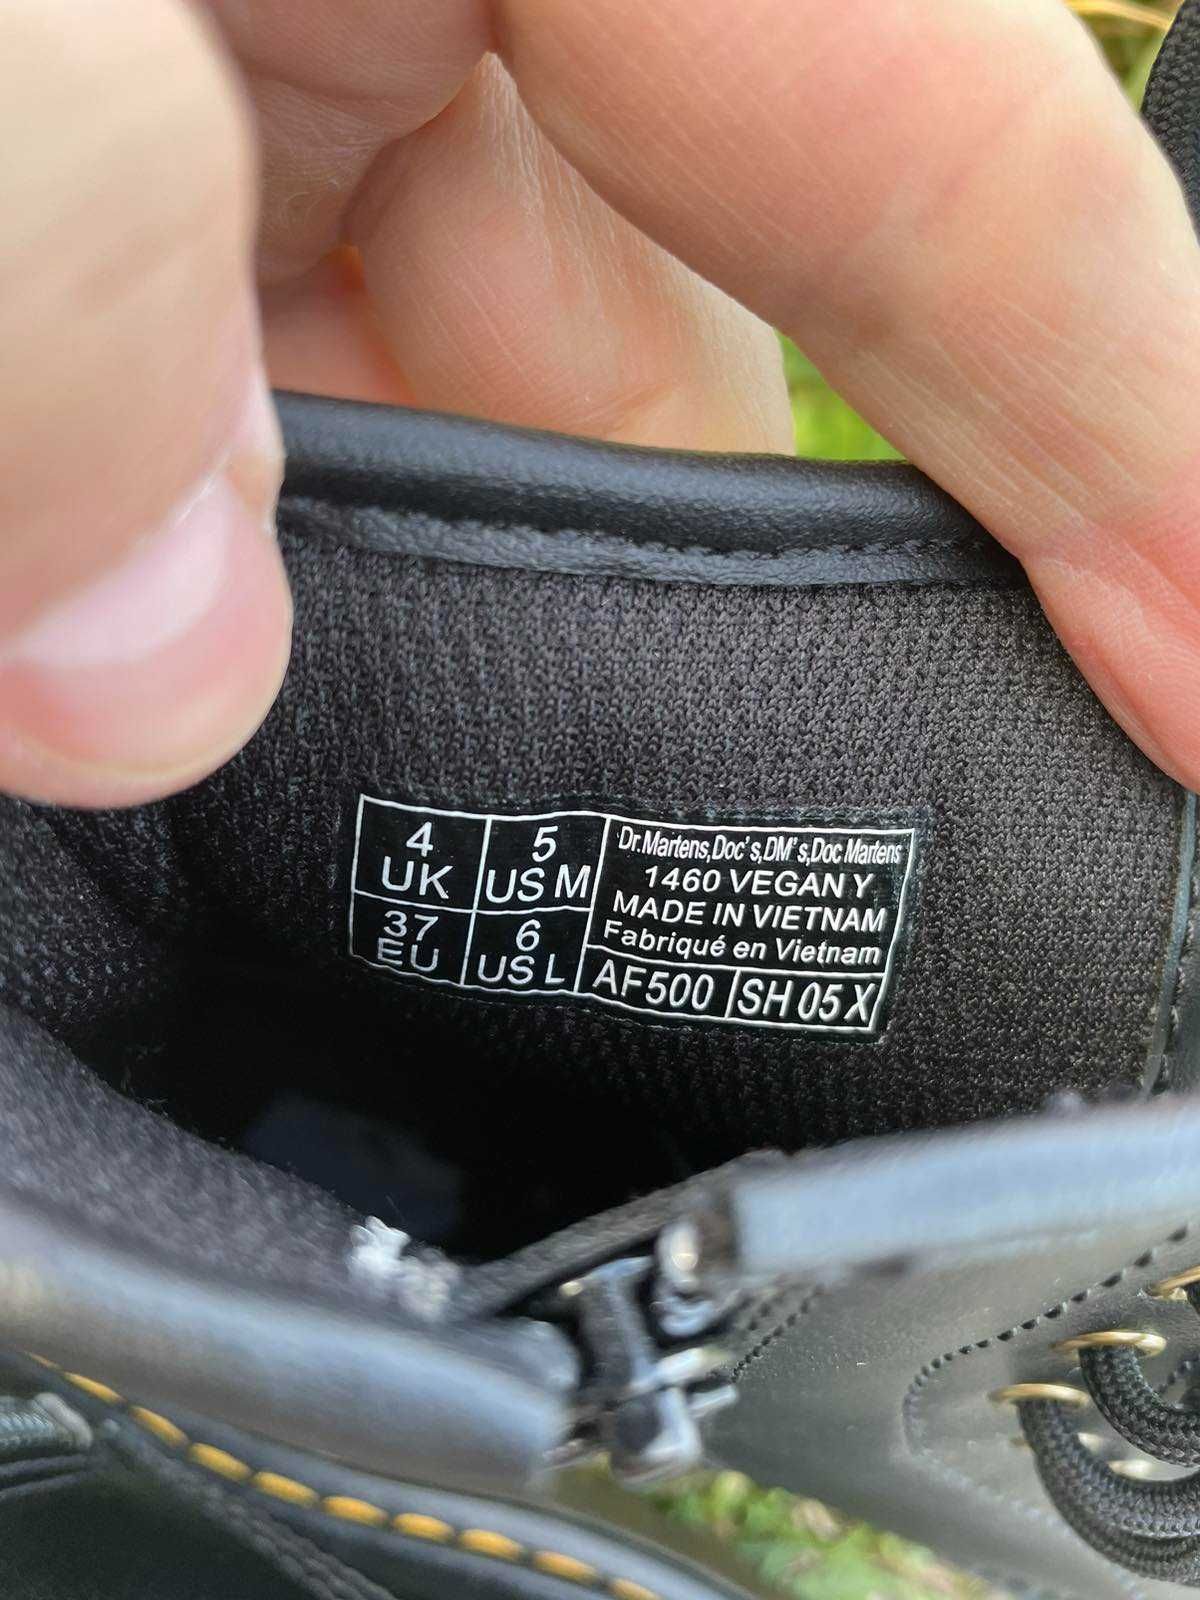 4 UK
5 US M
37 EU
6 US L
Dr.Martens,Doc's,DM's,Doc Martens
1460 VEGAN Y
MADE IN VIETNAM
Fabriqué en Vietnam
AF500
SH 05 X